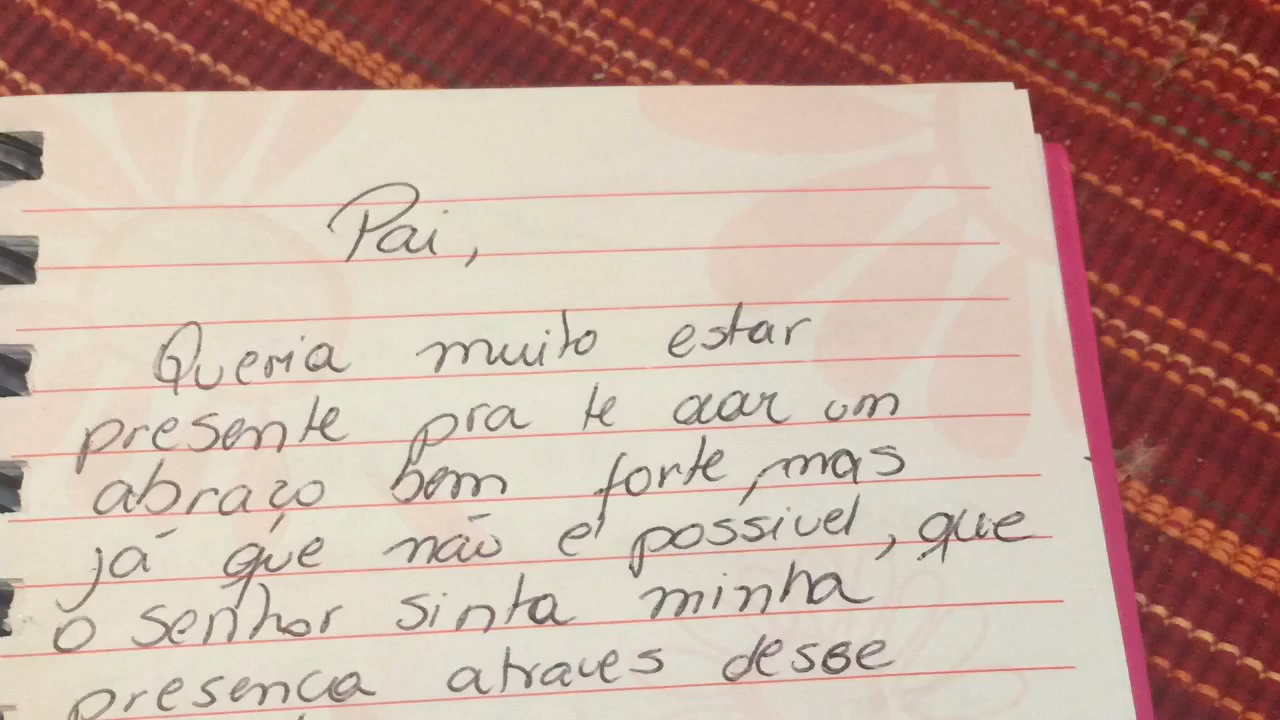 Pai,
Queria muito estar
presente pra te dar um
abraço bem forte, mas
já que não é possível, que
o senhor sinta minha
presença atraves desse